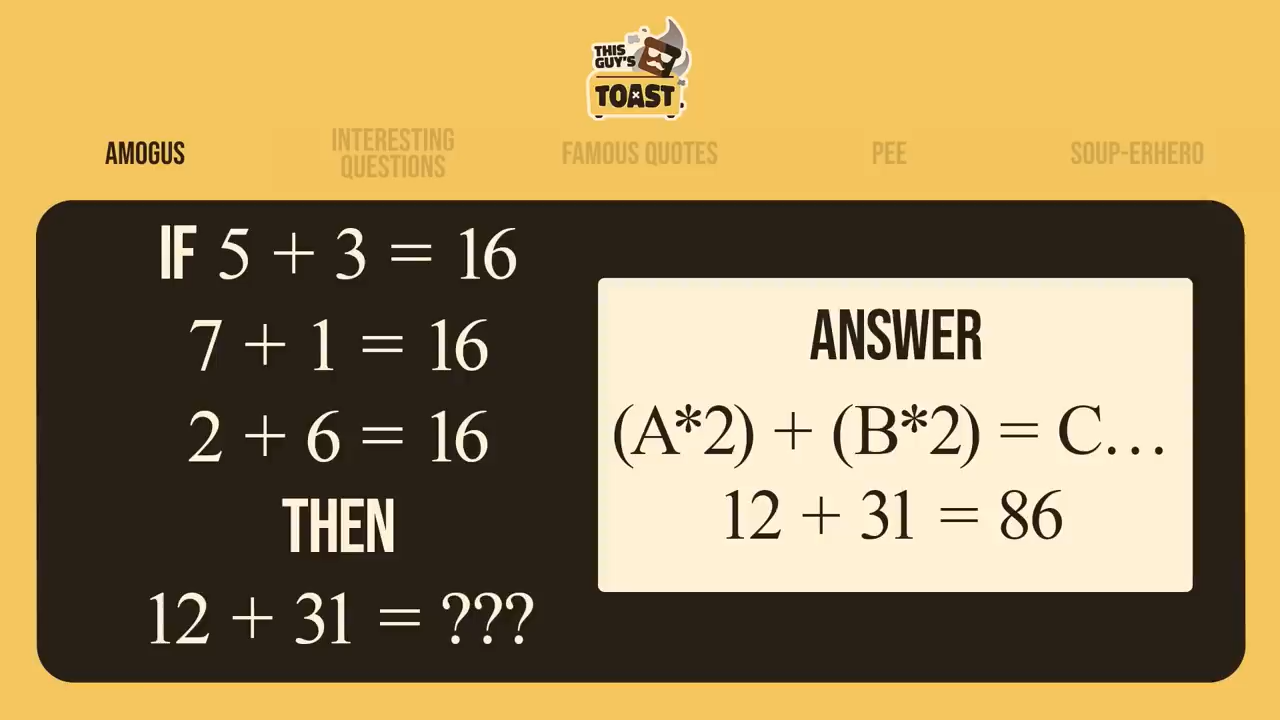 THIS
GUY'S
TOAST
AMOGUS
INTERESTING
QUESTIONS
FAMOUS QUOTES
PEE
SOUP-ERHERO
IF 5 + 3 = 16
7 + 1 = 16
2 + 6 = 16
THEN
12 + 31 = ???
ANSWER
(A*2) + (B*2) = C…
12 + 31 = 86